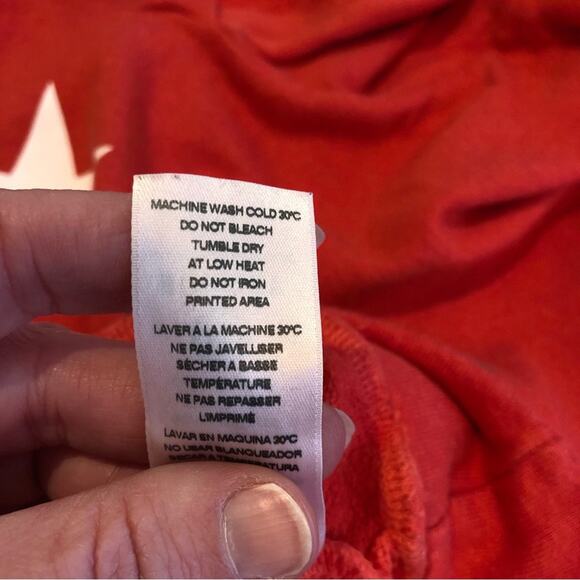 MACHINE WASH COLD 30°C
DO NOT BLEACH
TUMBLE DRY
AT LOW HEAT
DO NOT IRON
PRINTED AREA
LAVER A LA MACHINE 30°C
NE PAS JAVELLISER
SÉCHER A BASSE
TEMPÉRATURE
NE PAS REPASSER
L'IMPRIMÉ
LAVAR EN MAQUINA 30°C
NO USAR BLANQUEADOR
SECAR A TEMPERATURA